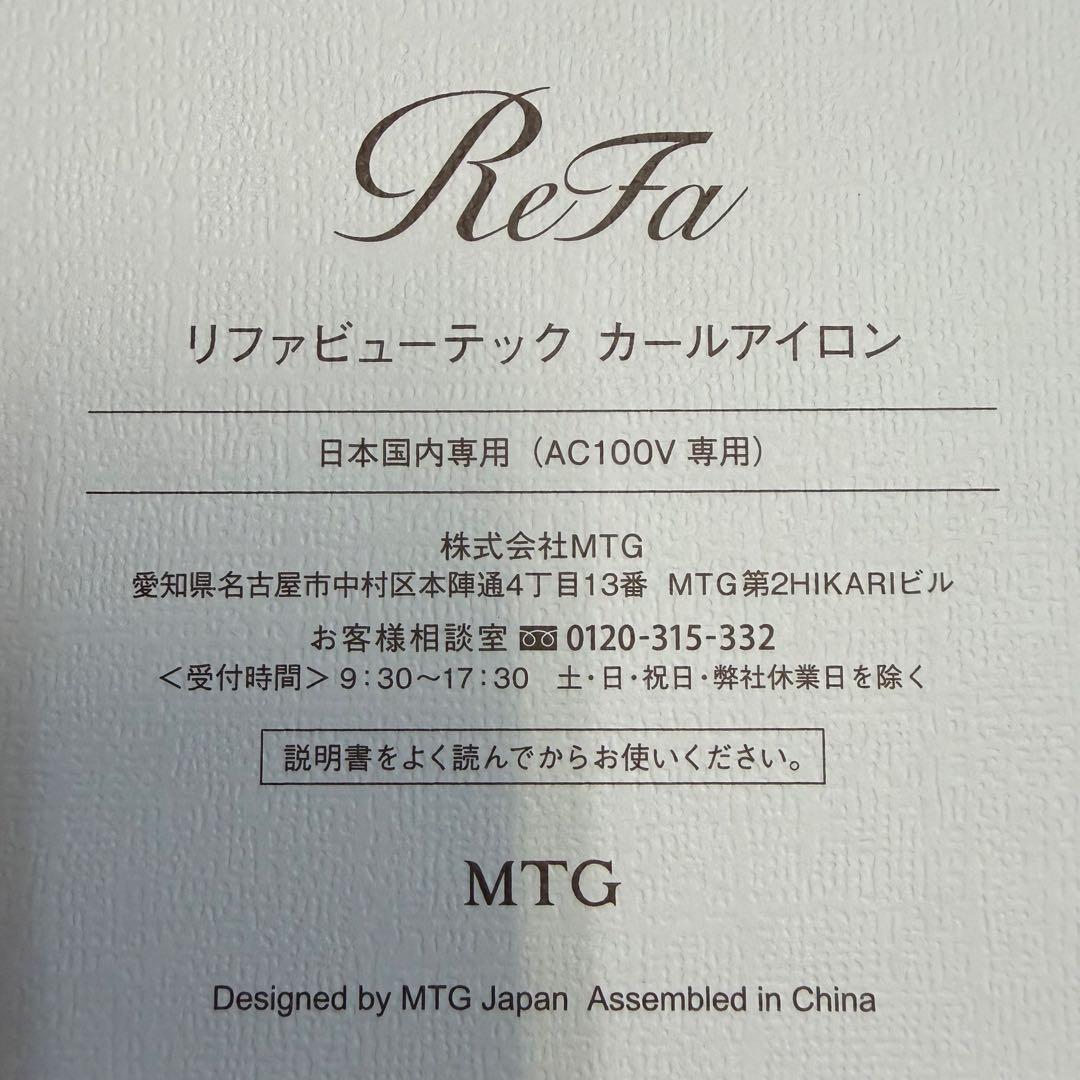 ReFa
リファビューテック カールアイロン
日本国内専用（AC100V 専用）
株式会社MTG
愛知県名古屋市中村区本陣通4丁目13番 MTG第2HIKARIビル
お客様相談室 0120-315-332
＜受付時間＞9：30〜17：30 土・日・祝日・弊社休業日を除く
説明書をよく読んでからお使いください。
MTG
Designed by MTG Japan Assembled in China